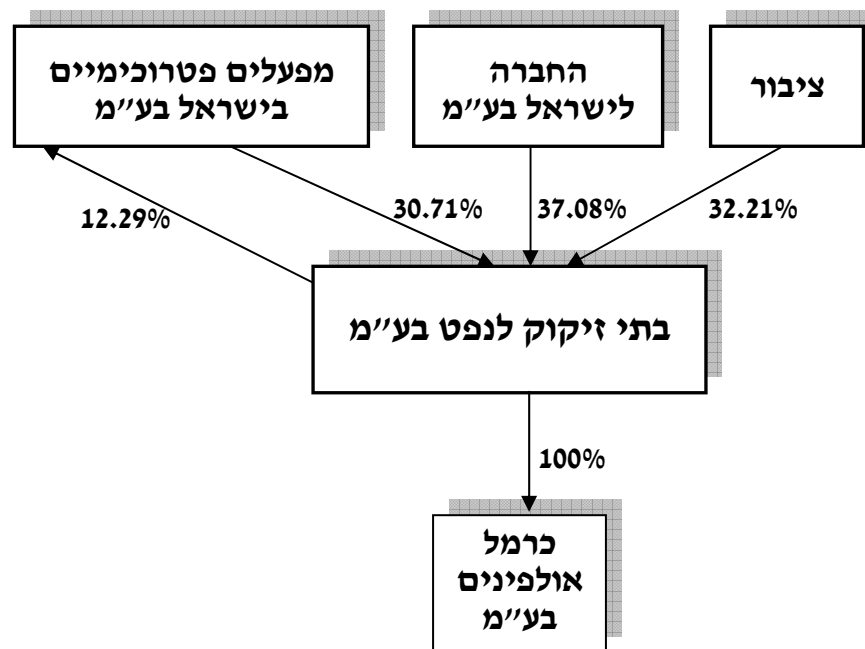 מפעלים פטרוכימיים
בישראל בע״מ
החברה
לישראל בע״מ
ציבור
12.29%
30.71%
37.08%
32.21%
בתי זיקוק לנפט בע״מ
100%
כרמל
אולפינים
בע״מ